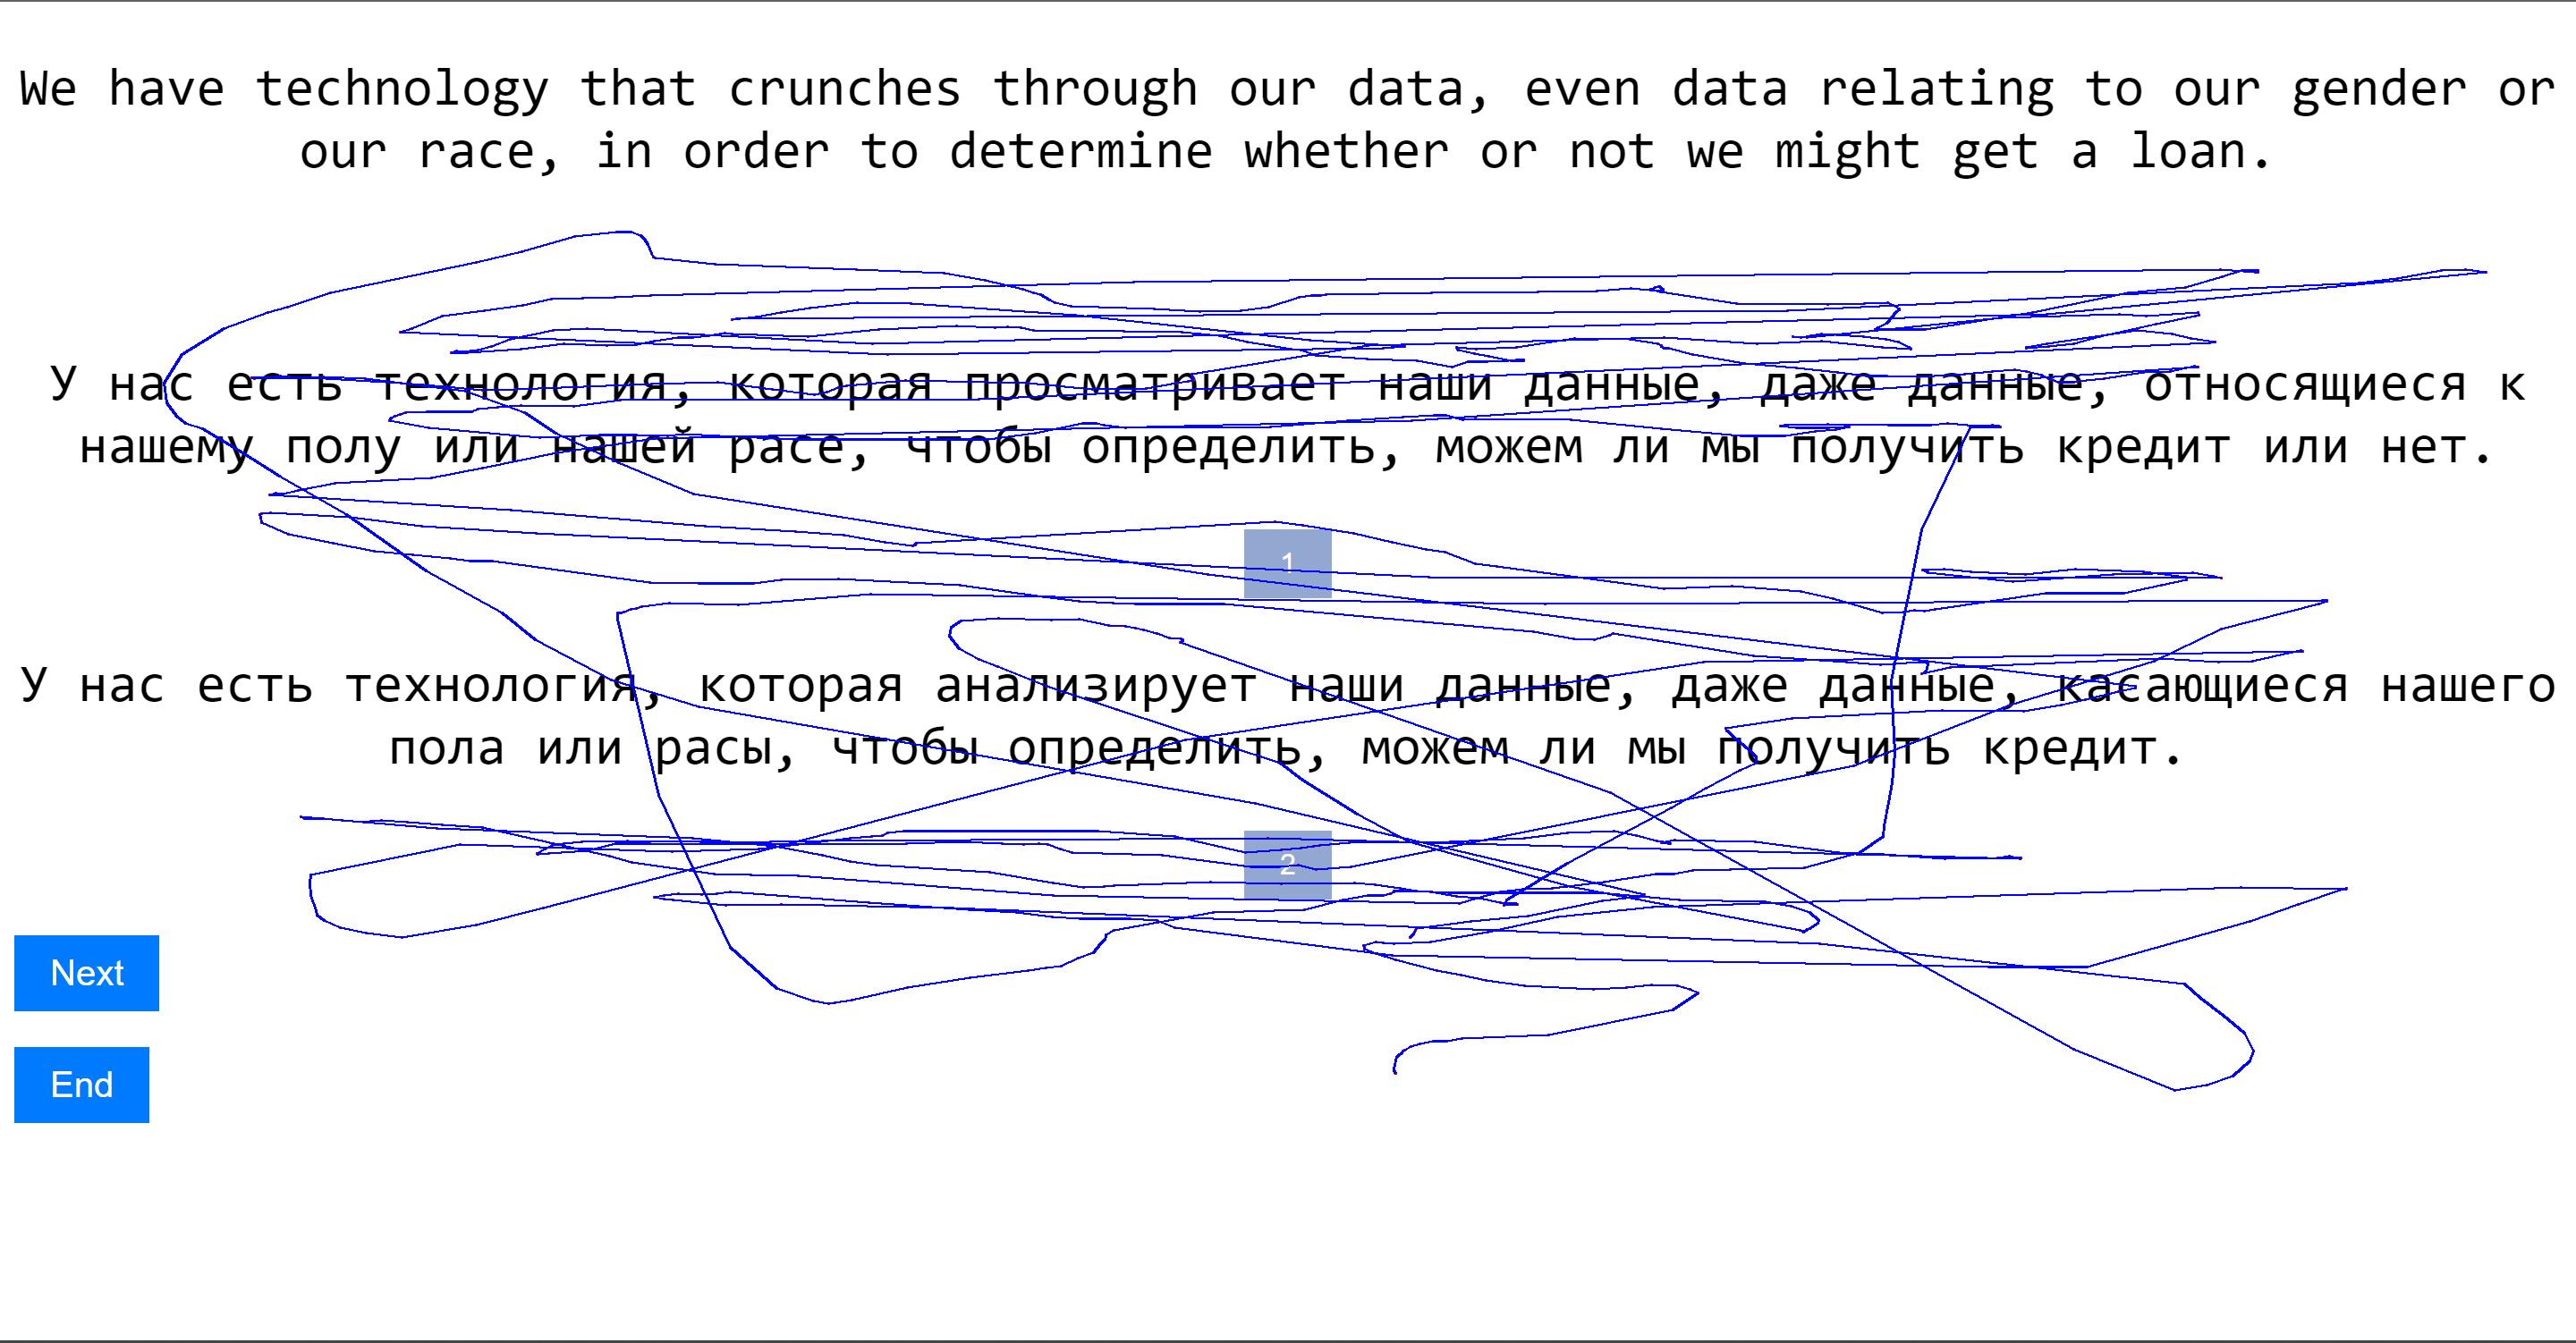 We have technology that crunches through our data, even data relating to our gender or
our race, in order to determine whether or not we might get a loan.
У нас есть технология, которая просматривает наши данные, даже данные, относящиеся к
нашему полу или нашей расе, чтобы определить, можем ли мы получить кредит или нет.
1
У нас есть технология, которая анализирует наши данные, даже данные, касающиеся нашего
пола или расы, чтобы определить, можем ли мы получить кредит.
2
Next
End